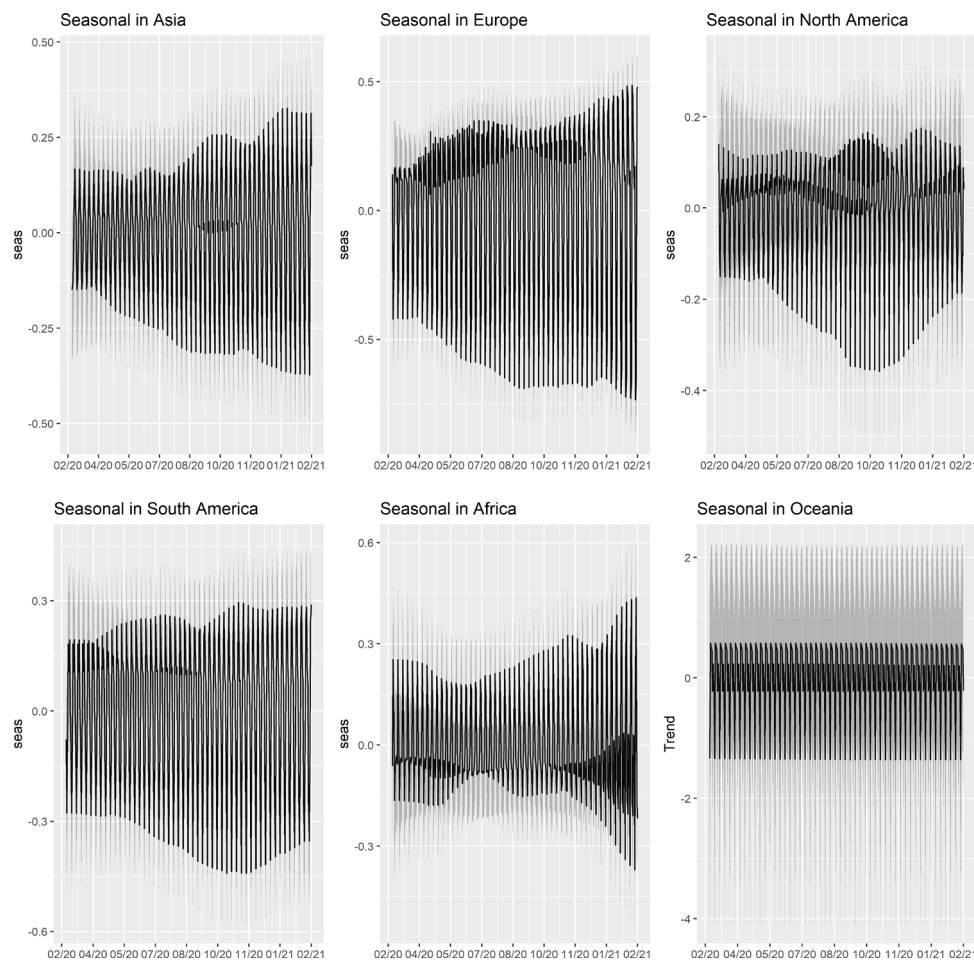 Seasonal in Asia
Seasonal in Europe
Seasonal in North America
0.50
0.25
0.00
-0.25
-0.50
seas
02/20 04/20 05/20 07/20 08/20 10/20 11/20 01/21 02/21
0.5
0.0
-0.5
seas
02/20 04/20 05/20 07/20 08/20 10/20 11/20 01/21 02/21
0.2
0.0
-0.2
-0.4
seas
02/20 04/20 05/20 07/20 08/20 10/20 11/20 01/21 02/21
Seasonal in South America
Seasonal in Africa
Seasonal in Oceania
0.3
0.0
-0.3
-0.6
seas
02/20 04/20 05/20 07/20 08/20 10/20 11/20 01/21 02/21
0.6
0.3
0.0
-0.3
seas
02/20 04/20 05/20 07/20 08/20 10/20 11/20 01/21 02/21
2
0
-2
-4
Trend
02/20 04/20 05/20 07/20 08/20 10/20 11/20 01/21 02/21